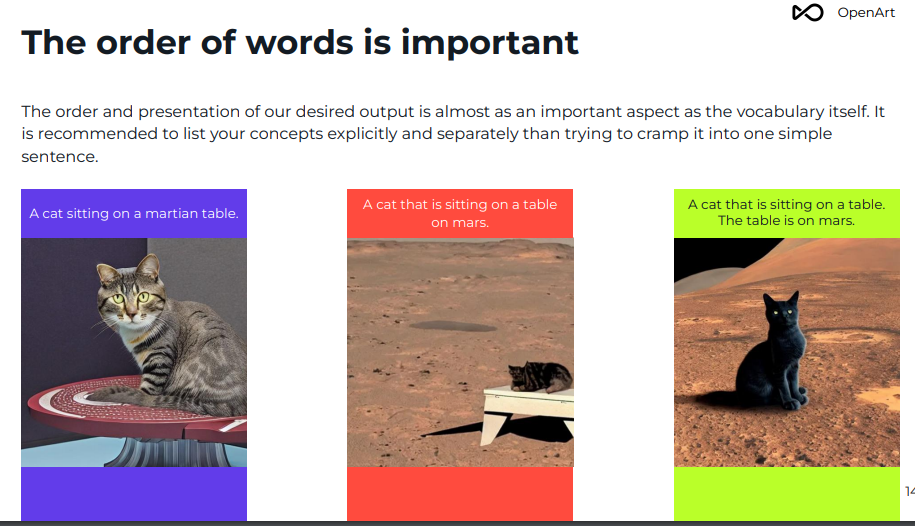 OpenArt
The order of words is important
The order and presentation of our desired output is almost as an important aspect as the vocabulary itself. It
is recommended to list your concepts explicitly and separately than trying to cramp it into one simple
sentence.
A cat sitting on a martian table.
A cat that is sitting on a table
on mars.
A cat that is sitting on a table.
The table is on mars.
14